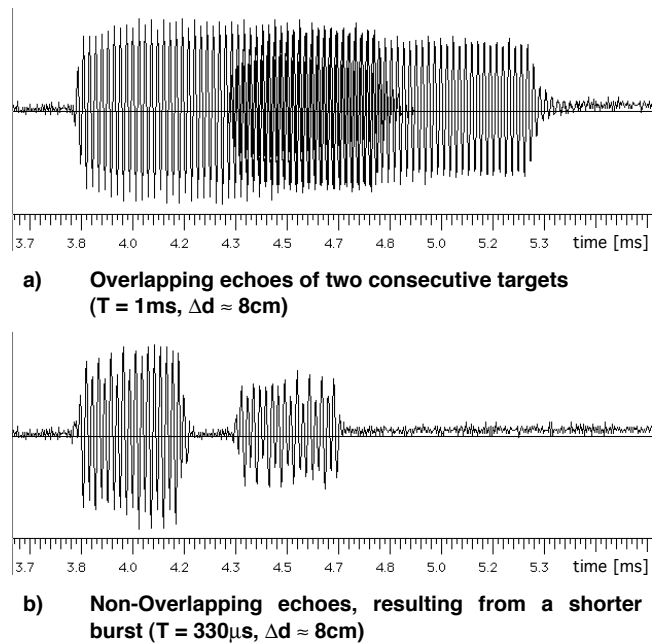 3.7 3.8 4.0 4.2 4.3 4.5 4.7 4.8 5.0 5.2 5.3 time [ms]
a) Overlapping echoes of two consecutive targets
(T = 1ms, Δd ≈ 8cm)
3.7 3.8 4.0 4.2 4.3 4.5 4.7 4.8 5.0 5.2 5.3 time [ms]
b) Non-Overlapping echoes, resulting from a shorter
burst (T = 330μs, Δd ≈ 8cm)